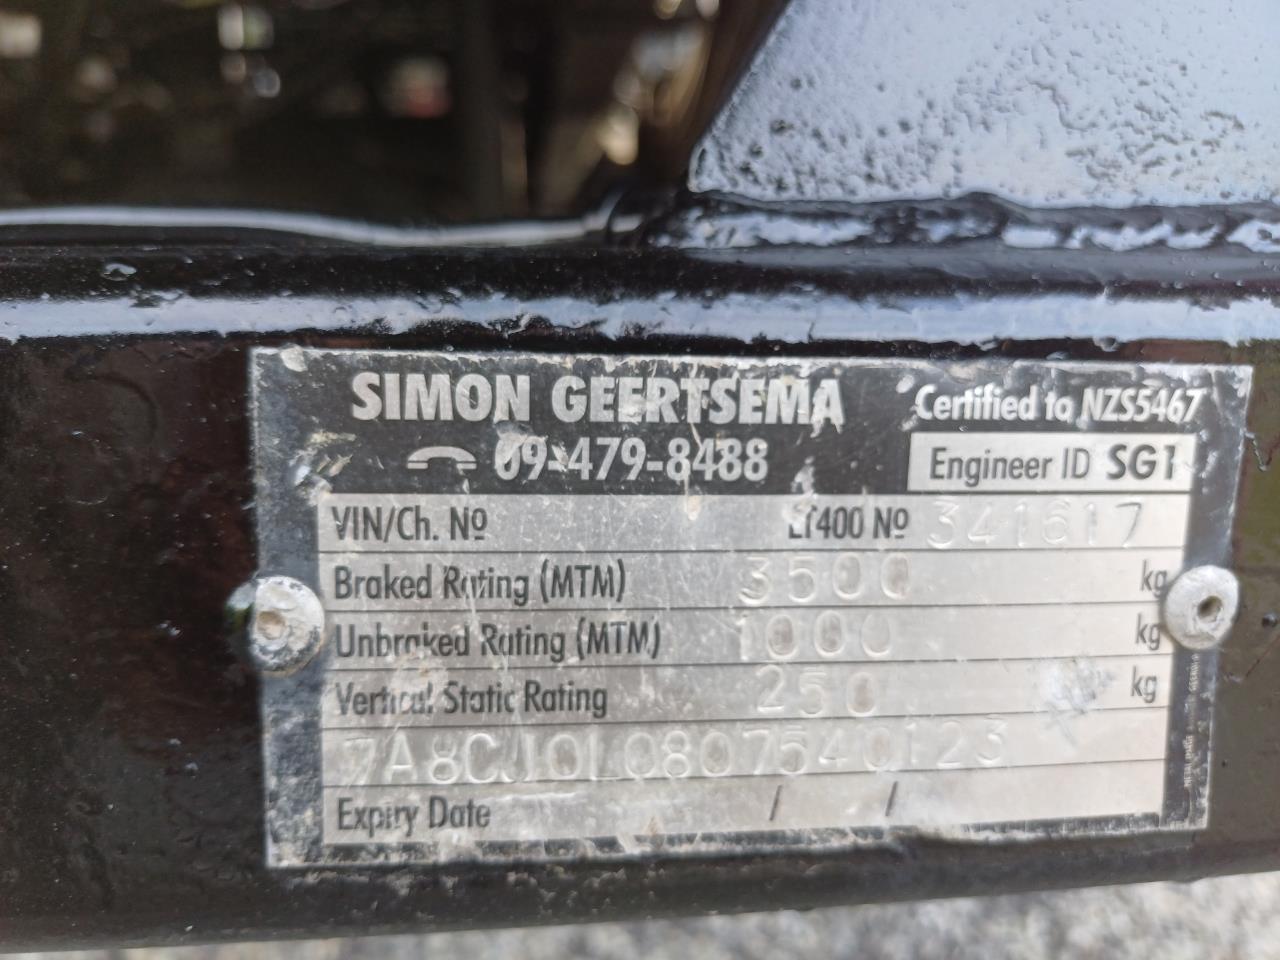 SIMON GEERTSEMA
Certified to NZS5467
09-479-8488
Engineer ID SG1
VIN/Ch. Nº LT400 Nº 341617
Braked Rating (MTM) 3500 kg
Unbraked Rating (MTM) 1000 kg
Vertical Static Rating 250 kg
7A8CJ0L0807540123
Expiry Date / /